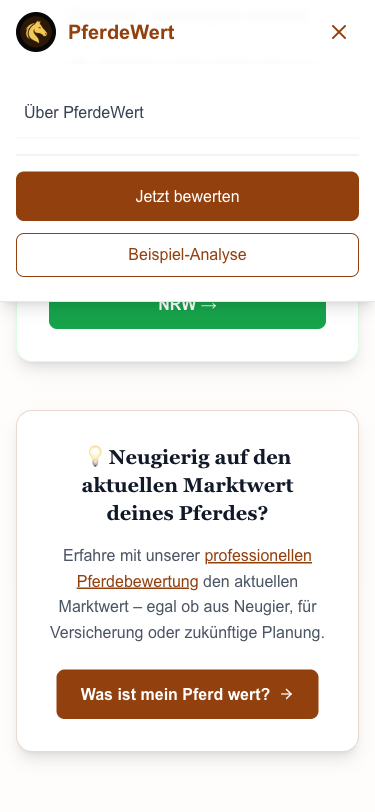 PferdeWert
Über PferdeWert
Jetzt bewerten
Beispiel-Analyse
NRW →
💡 Neugierig auf den
aktuellen Marktwert
deines Pferdes?
Erfahre mit unserer professionellen
Pferdebewertung den aktuellen
Marktwert – egal ob aus Neugier, für
Versicherung oder zukünftige Planung.
Was ist mein Pferd wert? →